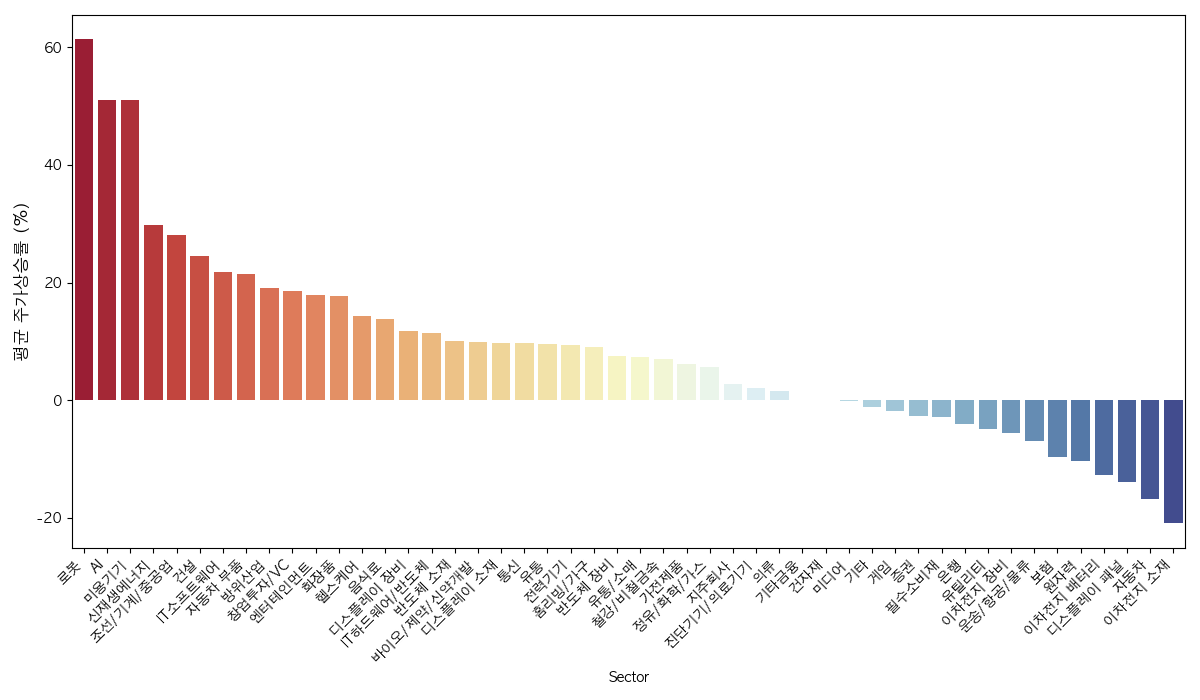 평균 주가상승률 (%)
60
40
20
0
-20
로봇
AI
미용기기
신재생에너지
조선/기계/중공업
건설
IT소프트웨어
자동차 부품
방위산업
창업투자/VC
엔터테인먼트
화장품
헬스케어
음식료
디스플레이 장비
IT하드웨어/반도체
반도체 소재
바이오/제약/신약개발
디스플레이 소재
통신
유통
전력기기
홈리빙/가구
반도체 장비
유통/소매
철강/비철금속
가전제품
정유/화학/가스
지주회사
진단기기/의료기기
의류
기타금융
건자재
미디어
기타
게임
증권
필수소비재
은행
유틸리티
이차전지 장비
운송/항공/물류
보험
원자력
이차전지 배터리
디스플레이 패널
자동차
이차전지 소재
Sector